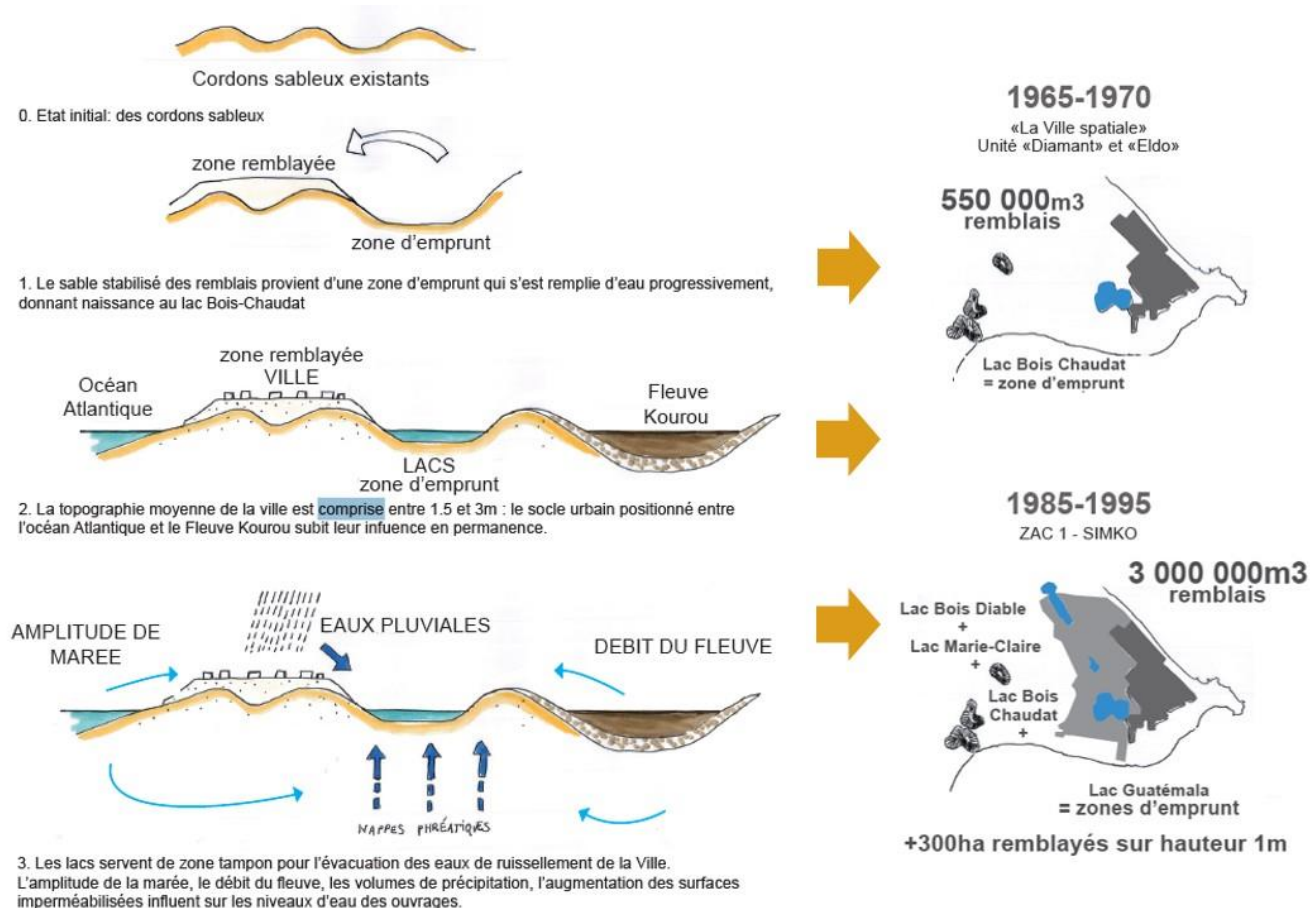 Cordons sableux existants
0. Etat initial: des cordons sableux
zone remblayée
zone d'emprunt
1. Le sable stabilisé des remblais provient d'une zone d'emprunt qui s'est remplie d'eau progressivement,
donnant naissance au lac Bois-Chaudat
zone remblayée
VILLE
Océan
Atlantique
Fleuve
Kourou
LACS
zone d'emprunt
2. La topographie moyenne de la ville est comprise entre 1.5 et 3m : le socle urbain positionné entre
l'océan Atlantique et le Fleuve Kourou subit leur infuence en permanence.
AMPLITUDE DE
MAREE
EAUX PLUVIALES
DEBIT DU FLEUVE
NAPPES PHRÉATIQUES
3. Les lacs servent de zone tampon pour l'évacuation des eaux de ruissellement de la Ville.
L'amplitude de la marée, le débit du fleuve, les volumes de précipitation, l'augmentation des surfaces
imperméabilisées influent sur les niveaux d'eau des ouvrages.
1965-1970
«La Ville spatiale»
Unité «Diamant» et «Eldo»
550 000m3
remblais
Lac Bois Chaudat
= zone d'emprunt
1985-1995
ZAC 1 - SIMKO
3 000 000m3
remblais
Lac Bois Diable
+
Lac Marie-Claire
+
Lac Bois
Chaudat
+
Lac Guatémala
= zones d'emprunt
+300ha remblayés sur hauteur 1m